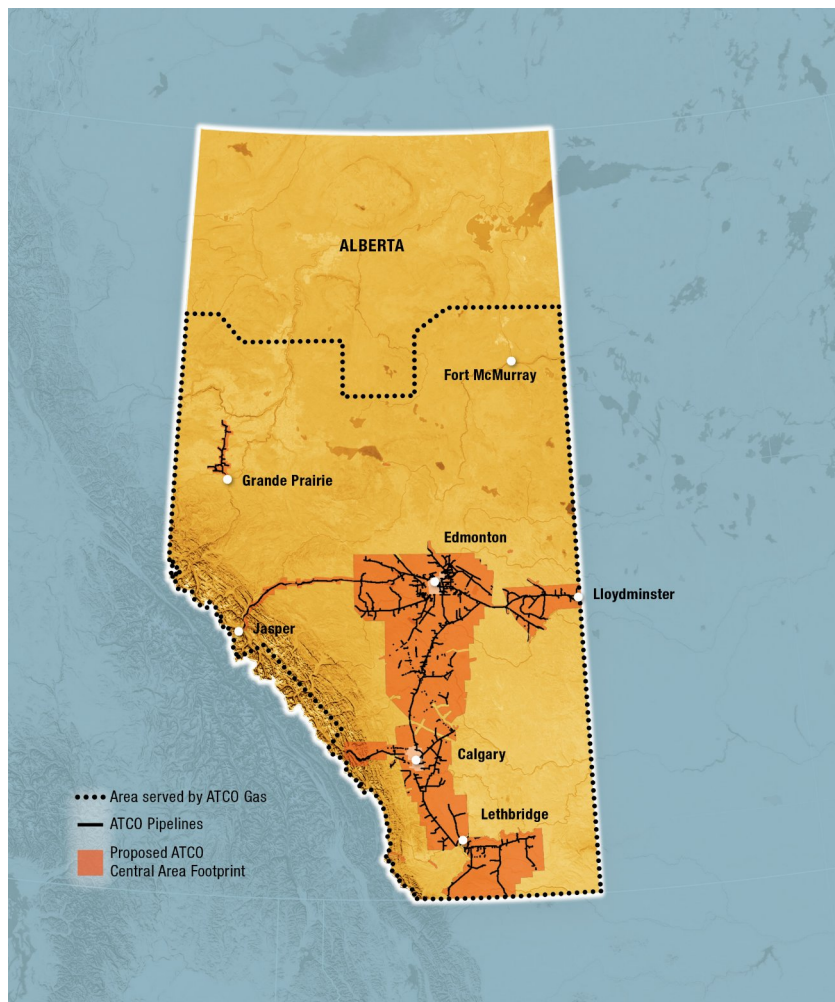 ALBERTA
Fort McMurray
Grande Prairie
Edmonton
Lloydminster
Jasper
Calgary
Lethbridge
Area served by ATCO Gas
ATCO Pipelines
Proposed ATCO
Central Area Footprint